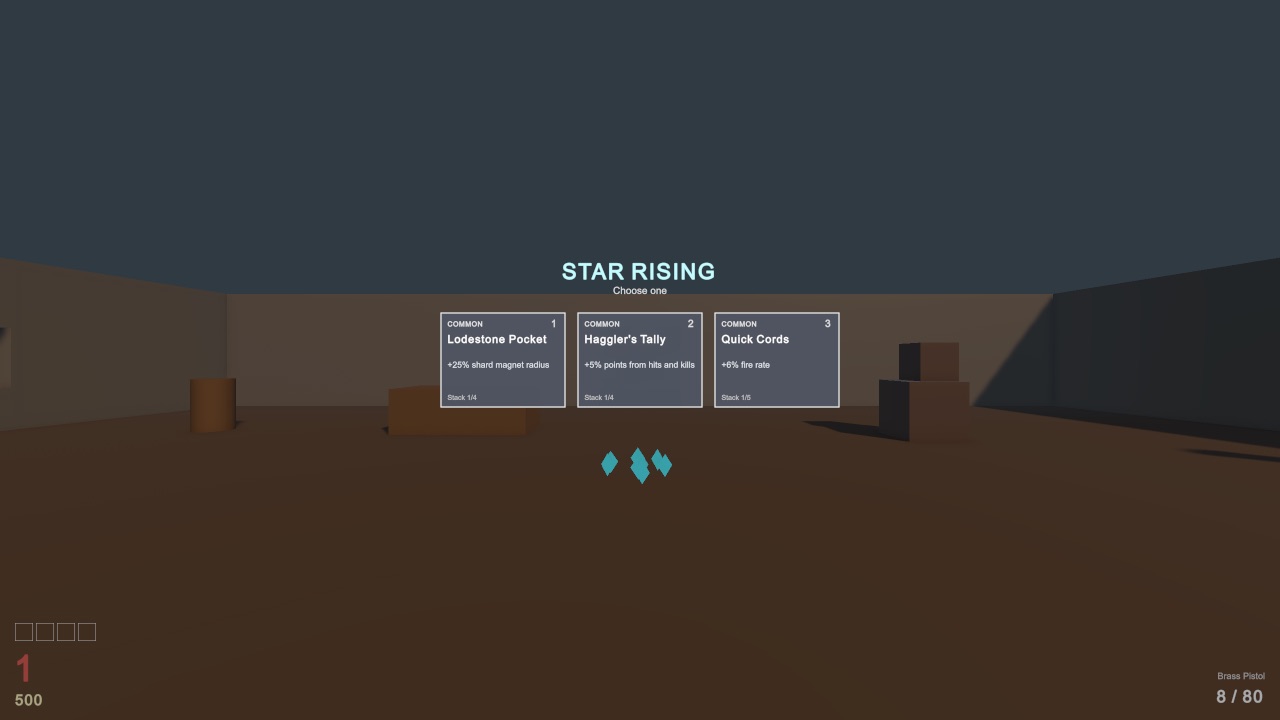 STAR RISING
Choose one
COMMON 1
Lodestone Pocket
+25% shard magnet radius
Stack 1/4
COMMON 2
Haggler's Tally
+5% points from hits and kills
Stack 1/4
COMMON 3
Quick Cords
+6% fire rate
Stack 1/5
1
500
Brass Pistol
8 / 80